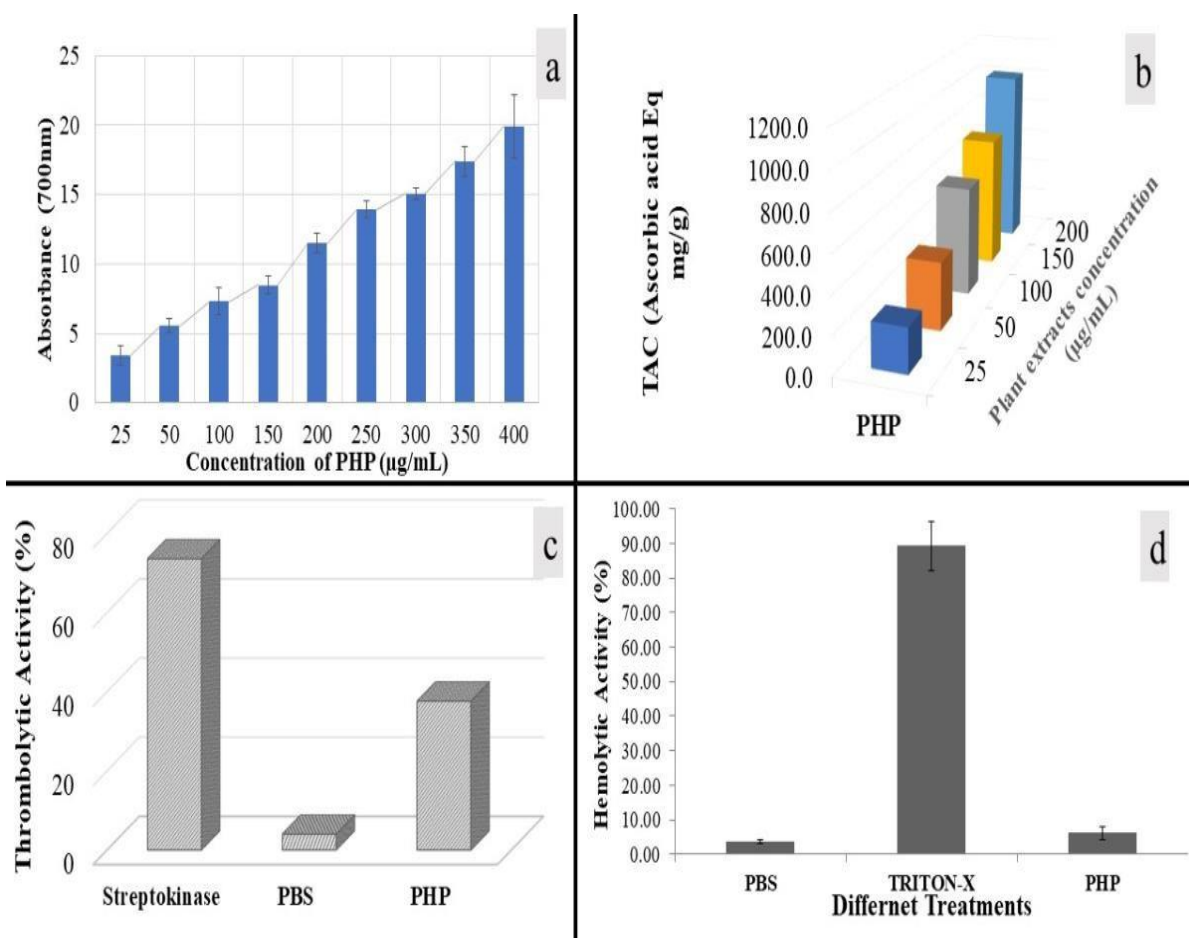 a
25
20
15
10
5
0
Absorbance (700nm)
25 50 100 150 200 250 300 350 400
Concentration of PHP (µg/mL)
b
TAC (Ascorbic acid Eq
mg/g)
1200.0
1000.0
800.0
600.0
400.0
200.0
0.0
PHP
25
50
100
150
200
Plant extracts concentration
(µg/mL)
c
Thrombolytic Activity (%)
80
60
40
20
0
Streptokinase PBS PHP
d
Hemolytic Activity (%)
100.00
90.00
80.00
70.00
60.00
50.00
40.00
30.00
20.00
10.00
0.00
PBS TRITON-X PHP
Differnet Treatments